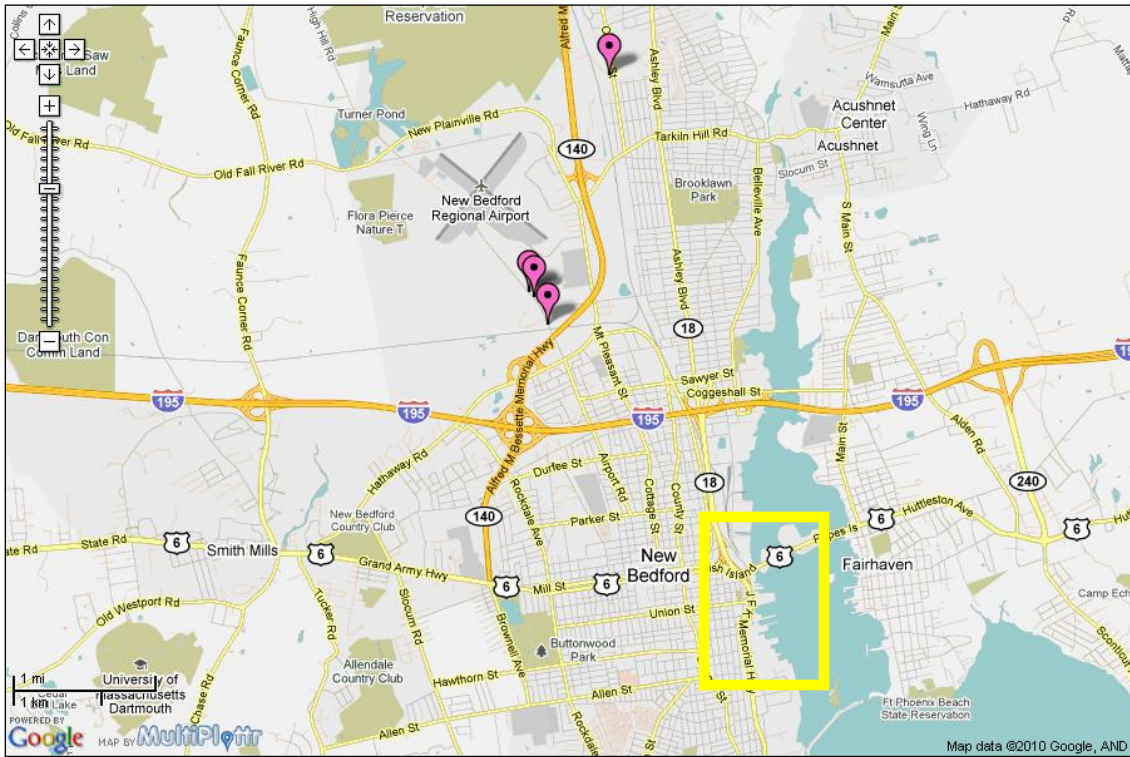 Reservation
Old Fall River Rd
Faunce Corner Rd
High Hill Rd
Turner Pond
New Plainville Rd
Old Fall River Rd
140
Ashley Blvd
Tarkiln Hill Rd
Main St
Wamsutta Ave
Hathaway Rd
Wing Ln
Acushnet
Center
Acushnet
Slocum St
Brooklawn
Park
Belleville Ave
S Main St
New Bedford
Regional Airport
Flora Pierce
Nature T
Faunce Corner Rd
Ashley Blvd
18
Mt Pleasant St
Comm Land
Alfred M Bessette Memorial Hwy
Sawyer St
Coggeshall St
195
195
195
195
195
Main St
Alden Rd
240
Hathaway Rd
Durfee St
Rockdale Ave
Airport Rd
Cottage St
County St
18
140
New Bedford
Country Club
Parker St
State Rd
6
Smith Mills
6
Grand Army Hwy
6
Mill St
6
New
Bedford
6
Popes Is
6
Huttleston Ave
6
Fairhaven
Union St
J F K Memorial Hwy
Old Westport Rd
Tucker Rd
Slocum Rd
Brownell Ave
Buttonwood
Park
Allendale
Country Club
Hawthorn St
Allen St
Allen St
Rockdale
Chase Rd
University of
Massachusetts
Dartmouth
Camp Ech
Sconticut
Ft Phoenix Beach
State Reservation
1 mi
1 km
POWERED BY
Google
MAP BY MultiPlottr
Map data ©2010 Google, AND